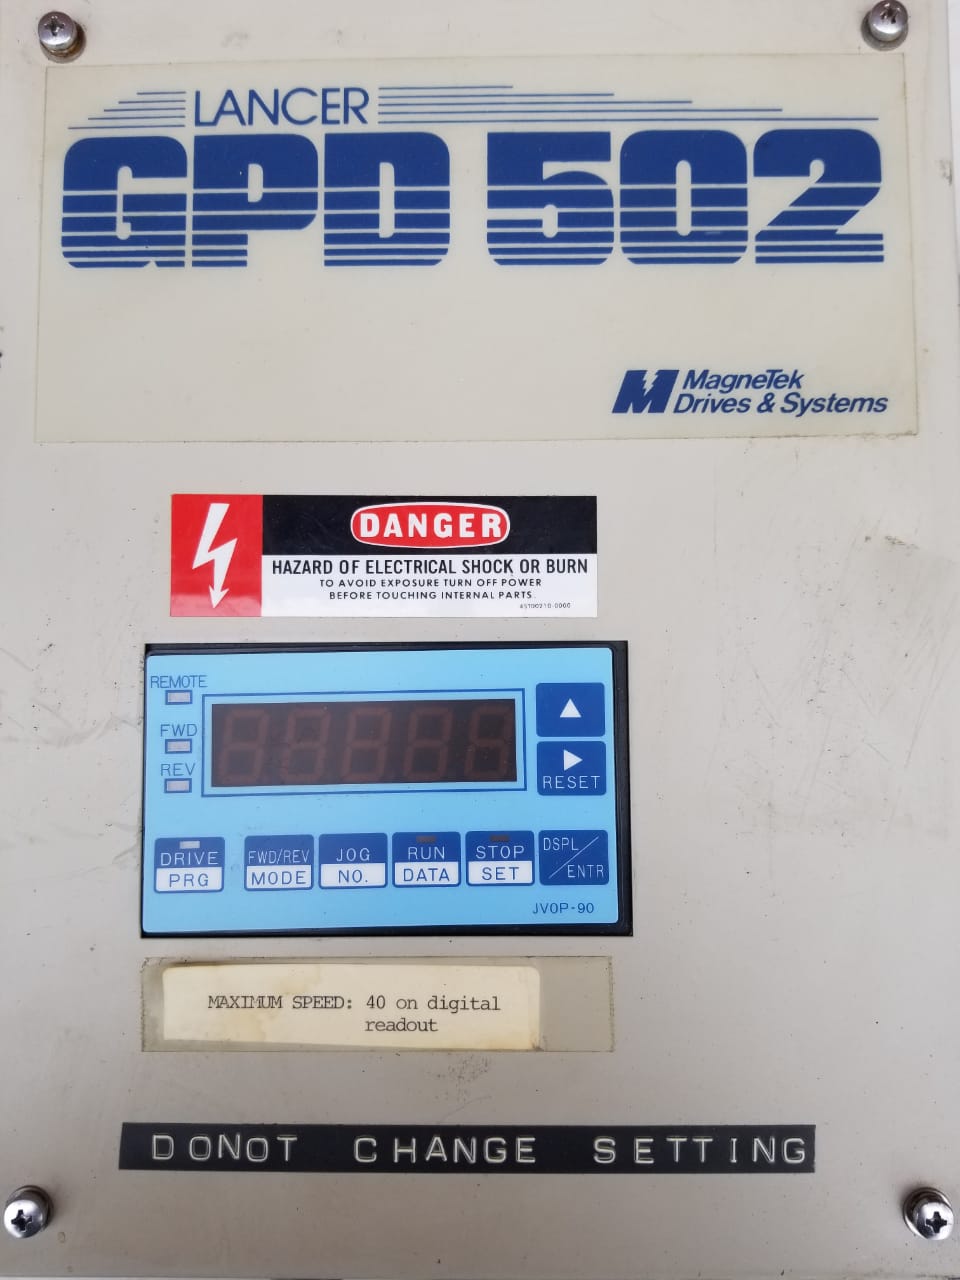 LANCER
GPD 502
MagneTek
Drives & Systems
DANGER
HAZARD OF ELECTRICAL SHOCK OR BURN
TO AVOID EXPOSURE TURN OFF POWER
BEFORE TOUCHING INTERNAL PARTS.
REMOTE
FWD
REV
RESET
DRIVE
PRG
FWD/REV
MODE
JOG
NO.
RUN
DATA
STOP
SET
DSPL/ENTR
JVOP-90
MAXIMUM SPEED: 40 on digital
readout
DONOT CHANGE SETTING